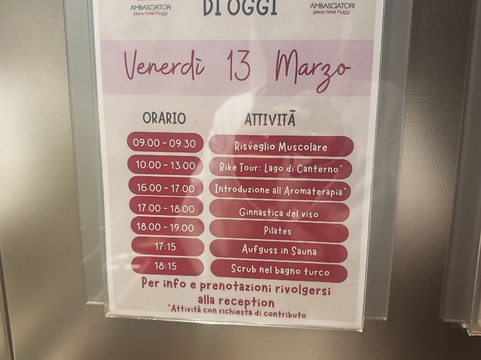 AMBASCIATORI
place hotel Fiuggi
DI OGGI
AMBASCIATORI
place hotel Fiuggi
Venerdì 13 Marzo
ORARIO ATTIVITÃ
09.00 - 09.30 Risveglio Muscolare
10.00 - 13.00 Bike Tour: Lago di Canterno*
16.00 - 17.00 Introduzione all'Aromaterapia*
17.00 - 18.00 Ginnastica del viso
18.00 - 19.00 Pilates
17:15 Aufguss in Sauna
18:15 Scrub nel bagno turco
Per info e prenotazioni rivolgersi
alla reception
*Attività con richiesta di contributo